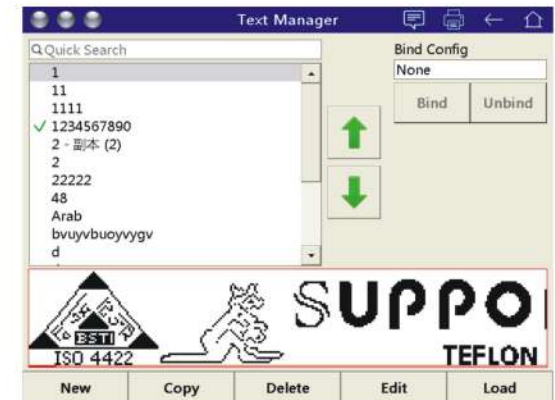 Text Manager
Quick Search
Bind Config
None
Bind Unbind
1
11
1111
1234567890
2 - 副本 (2)
2
22222
48
Arab
bvuyvbuoyvygv
d
SUPPO
BSTI
ISO 4422
TEFLON
New Copy Delete Edit Load